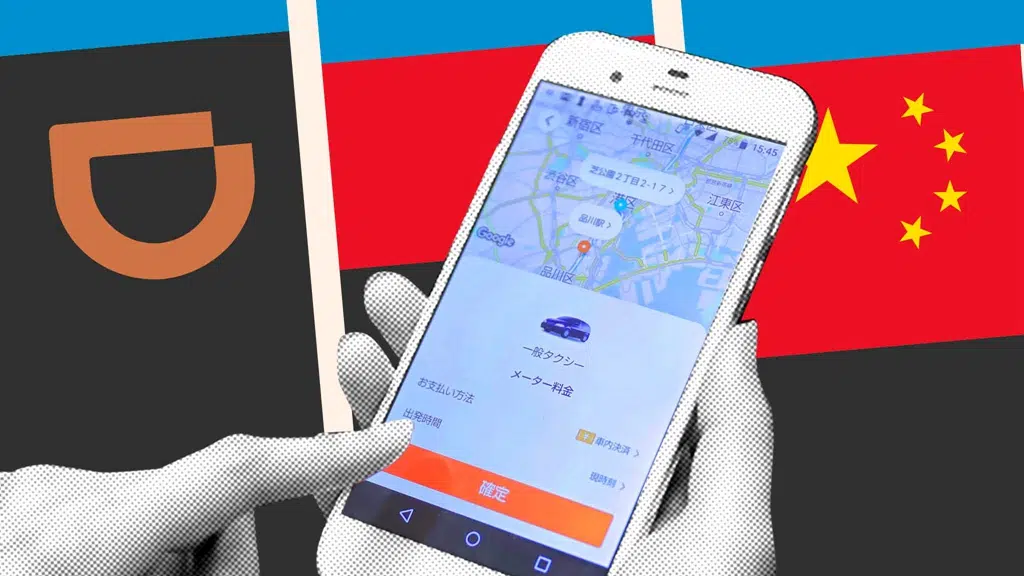 15:45
新宿区
千代田区
芝公園2丁目2-17
渋谷区
港区
江東区
品川駅
Google
品川区
一般タクシー
メーター料金
お支払い方法
車内決済
出発時間
現時刻
確定